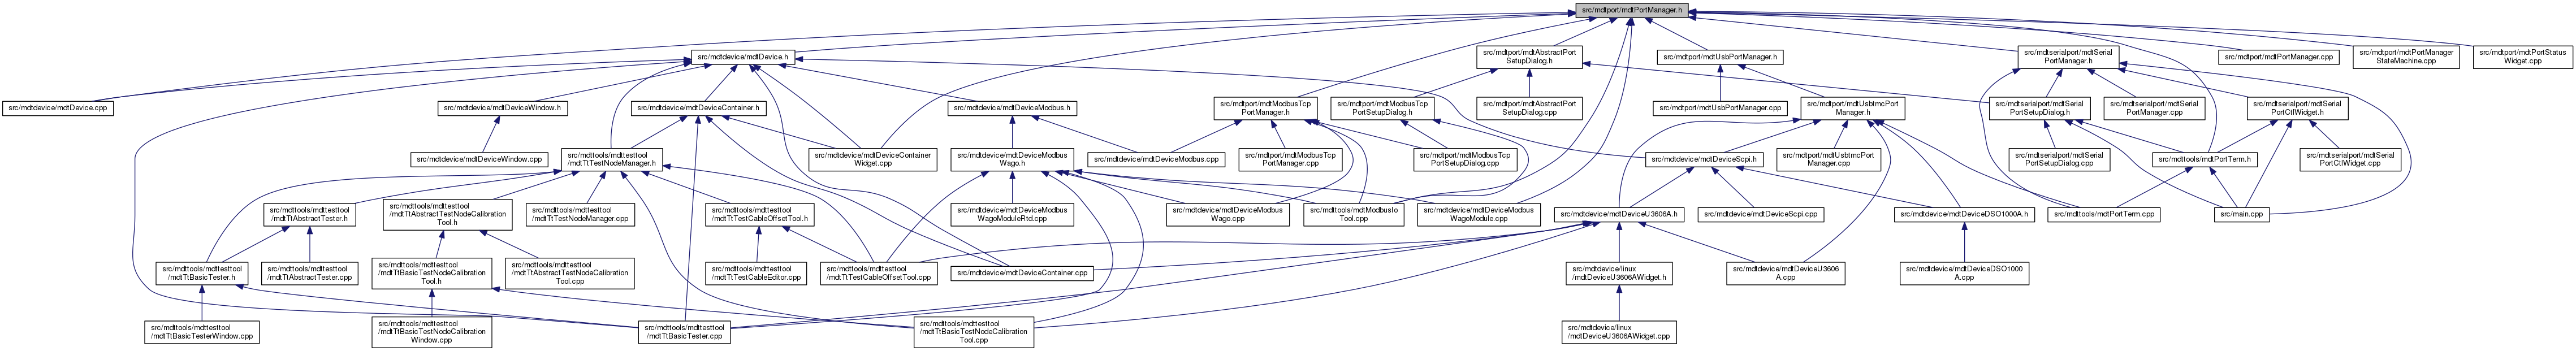 src/mdtport/mdtPortManager.h
src/mdtdevice/mdtDevice.h
src/mdtport/mdtAbstractPort
SetupDialog.h
src/mdtport/mdtUsbPortManager.h
src/mdtserialport/mdtSerial
PortManager.h
src/mdtport/mdtPortManager.cpp
src/mdtport/mdtPortManager
StateMachine.cpp
src/mdtport/mdtPortStatus
Widget.cpp
src/mdtdevice/mdtDevice.cpp
src/mdtdevice/mdtDeviceWindow.h
src/mdtdevice/mdtDeviceContainer.h
src/mdtdevice/mdtDeviceModbus.h
src/mdtport/mdtModbusTcp
PortManager.h
src/mdtport/mdtModbusTcp
PortSetupDialog.h
src/mdtport/mdtAbstractPort
SetupDialog.cpp
src/mdtport/mdtUsbPortManager.cpp
src/mdtport/mdtUsbtmcPort
Manager.h
src/mdtserialport/mdtSerial
PortSetupDialog.h
src/mdtserialport/mdtSerial
PortManager.cpp
src/mdtserialport/mdtSerial
PortCtlWidget.h
src/mdtdevice/mdtDeviceWindow.cpp
src/mdttools/mdttesttool
/mdtTtTestNodeManager.h
src/mdtdevice/mdtDeviceContainer
Widget.cpp
src/mdtdevice/mdtDeviceModbus
Wago.h
src/mdtdevice/mdtDeviceModbus.cpp
src/mdtport/mdtModbusTcp
PortManager.cpp
src/mdtport/mdtModbusTcp
PortSetupDialog.cpp
src/mdtdevice/mdtDeviceScpi.h
src/mdtport/mdtUsbtmcPort
Manager.cpp
src/mdtserialport/mdtSerial
PortSetupDialog.cpp
src/mdttools/mdtPortTerm.h
src/mdtserialport/mdtSerial
PortCtlWidget.cpp
src/mdttools/mdttesttool
/mdtTtAbstractTester.h
src/mdttools/mdttesttool
/mdtTtAbstractTestNodeCalibration
Tool.h
src/mdttools/mdttesttool
/mdtTtTestNodeManager.cpp
src/mdttools/mdttesttool
/mdtTtTestCableOffsetTool.h
src/mdtdevice/mdtDeviceModbus
WagoModuleRtd.cpp
src/mdtdevice/mdtDeviceModbus
Wago.cpp
src/mdttools/mdtModbusIo
Tool.cpp
src/mdtdevice/mdtDeviceModbus
WagoModule.cpp
src/mdtdevice/mdtDeviceU3606A.h
src/mdtdevice/mdtDeviceScpi.cpp
src/mdtdevice/mdtDeviceDSO1000A.h
src/mdttools/mdtPortTerm.cpp
src/main.cpp
src/mdttools/mdttesttool
/mdtTtBasicTester.h
src/mdttools/mdttesttool
/mdtTtAbstractTester.cpp
src/mdttools/mdttesttool
/mdtTtBasicTestNodeCalibration
Tool.h
src/mdttools/mdttesttool
/mdtTtAbstractTestNodeCalibration
Tool.cpp
src/mdttools/mdttesttool
/mdtTtTestCableEditor.cpp
src/mdttools/mdttesttool
/mdtTtTestCableOffsetTool.cpp
src/mdtdevice/mdtDeviceContainer.cpp
src/mdtdevice/linux
/mdtDeviceU3606AWidget.h
src/mdtdevice/mdtDeviceU3606
A.cpp
src/mdtdevice/mdtDeviceDSO1000
A.cpp
src/mdttools/mdttesttool
/mdtTtBasicTesterWindow.cpp
src/mdttools/mdttesttool
/mdtTtBasicTestNodeCalibration
Window.cpp
src/mdttools/mdttesttool
/mdtTtBasicTester.cpp
src/mdttools/mdttesttool
/mdtTtBasicTestNodeCalibration
Tool.cpp
src/mdtdevice/linux
/mdtDeviceU3606AWidget.cpp